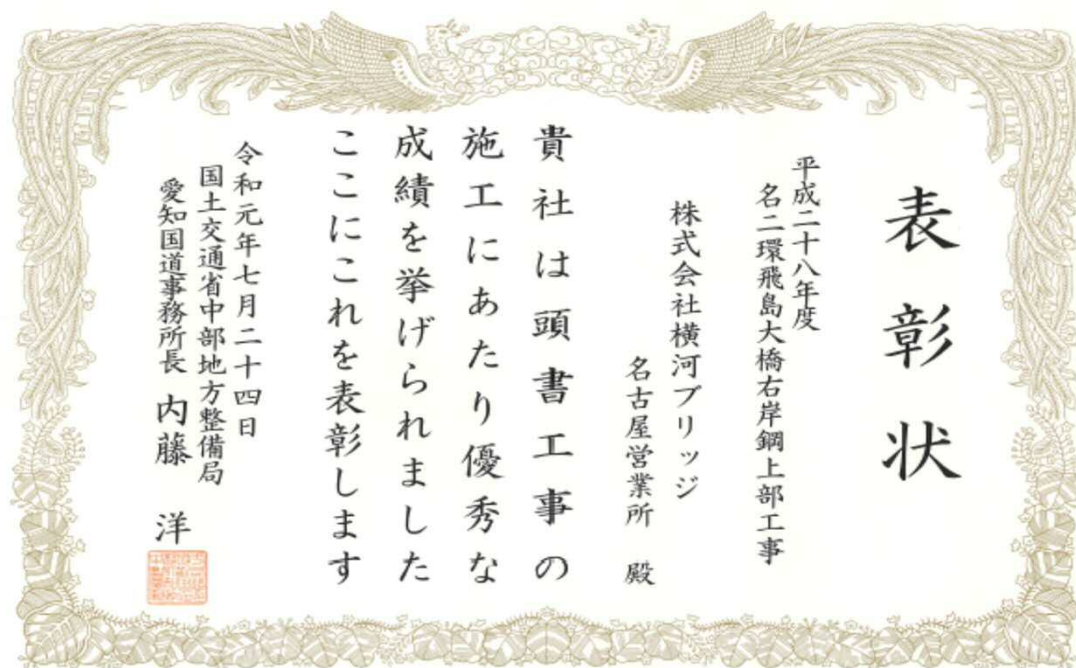 表彰状
平成二十八年度
名二環飛島大橋右岸鋼上部工事
株式会社横河ブリッジ
名古屋営業所 殿
貴社は頭書工事の
施工にあたり優秀な
成績を挙げられました
ここにこれを表彰します
令和元年七月二十四日
国土交通省中部地方整備局
愛知国道事務所長 内藤 洋